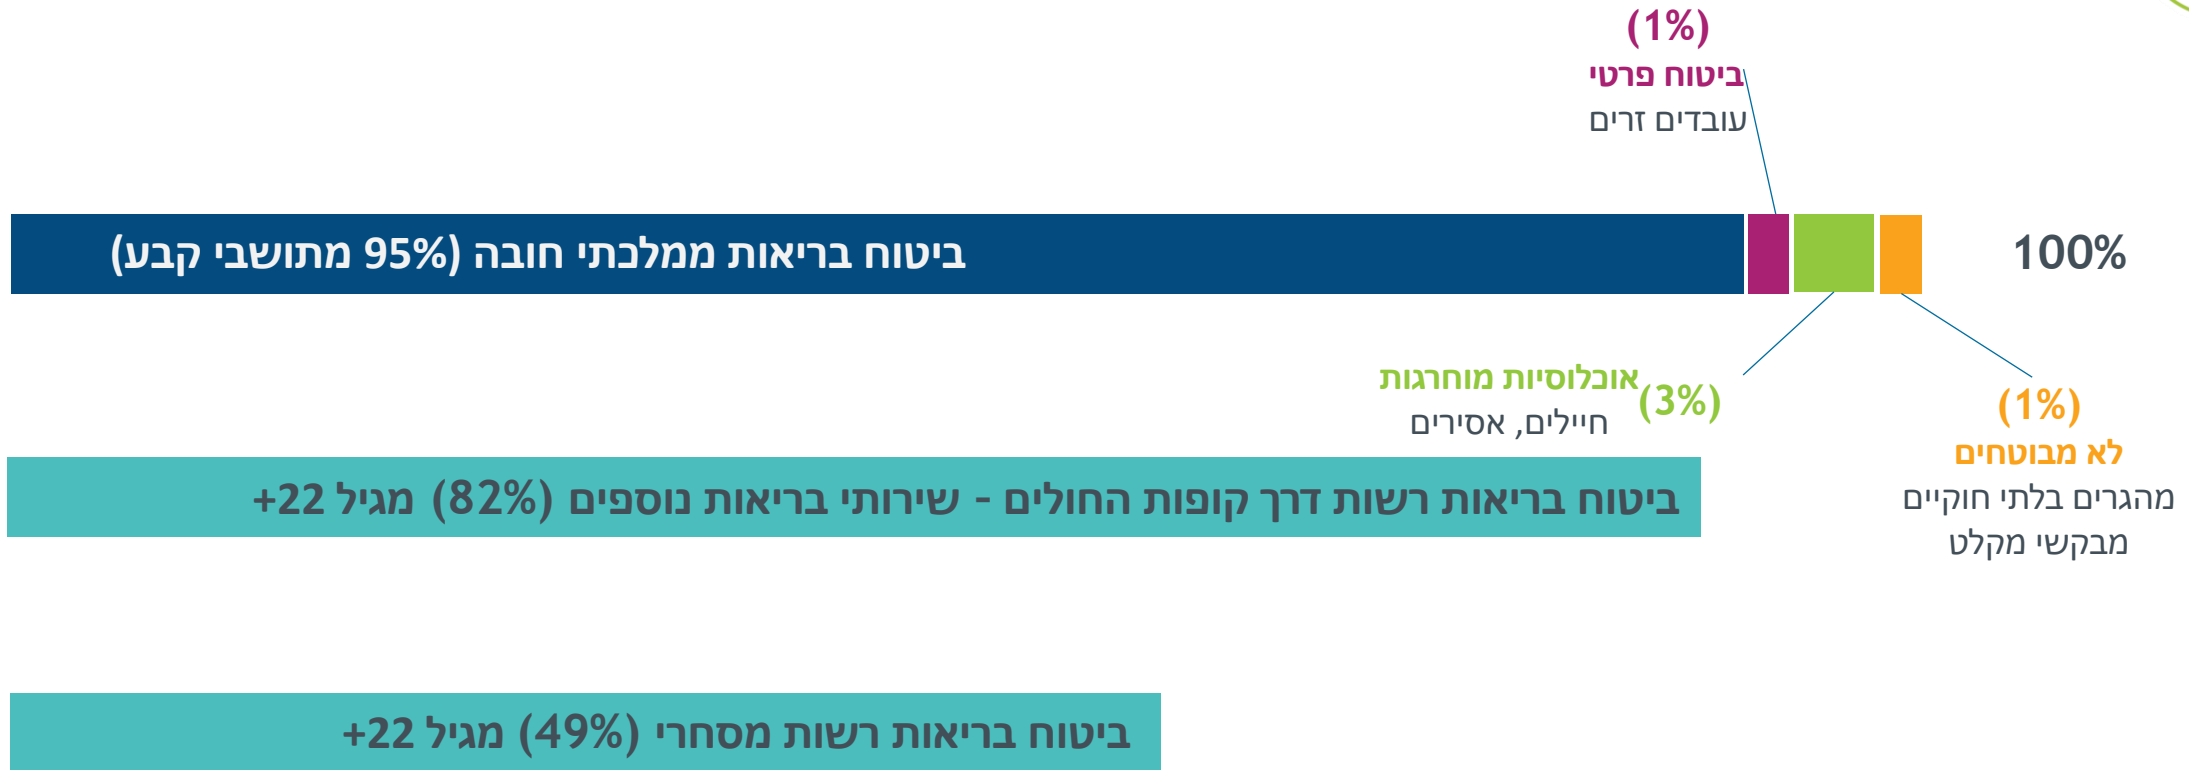 (1%)
ביטוח פרטי
עובדים זרים
ביטוח בריאות ממלכתי חובה (95% מתושבי קבע)
100%
אוכלוסיות מוחרגות
(3%)
חיילים, אסירים
(1%)
לא מבוטחים
מהגרים בלתי חוקיים
מבקשי מקלט
ביטוח בריאות רשות דרך קופות החולים - שירותי בריאות נוספים (82%) מגיל 22+
ביטוח בריאות רשות מסחרי (49%) מגיל 22+